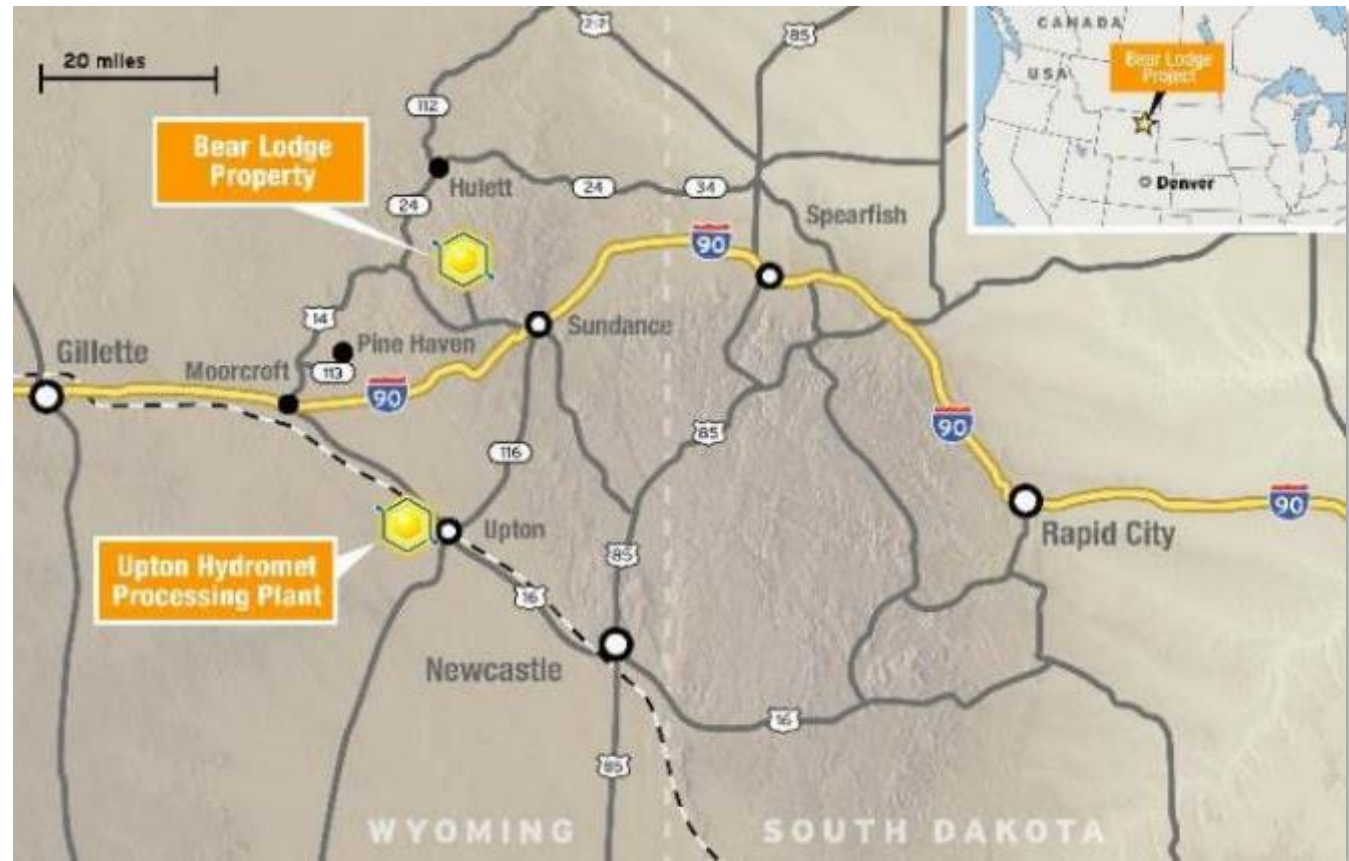 20 miles
85
85
CANADA
USA
Bear Lodge
Project
Denver
112
Bear Lodge
Property
Hulett
24
34
24
Spearfish
90
14
Sundance
Pine Haven
Gillette
113
Moorcroft
90
85
90
116
90
Upton
Rapid City
85
Upton Hydromet
Processing Plant
16
Newcastle
16
85
WYOMING
SOUTH DAKOTA